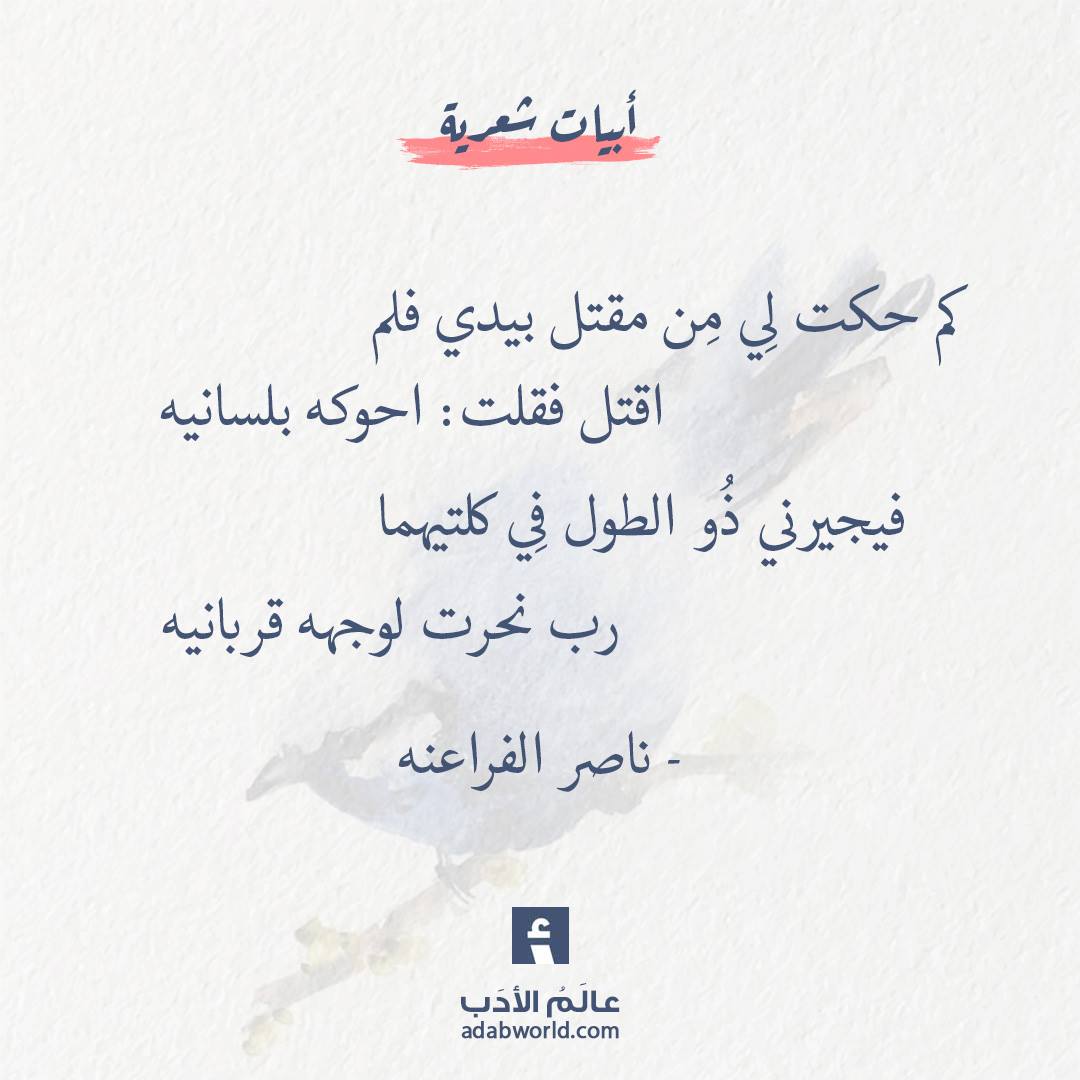 أبيات شعرية
كم حكت لِي مِن مقتل بيدي فلم
اقتل فقلت: احوكه بلسانيه
فيجيرني ذُو الطول فِي كلتيهما
رب نحرت لوجهه قربانيه
- ناصر الفراعنه
أ
عالَمُ الأدَب
adabworld.com